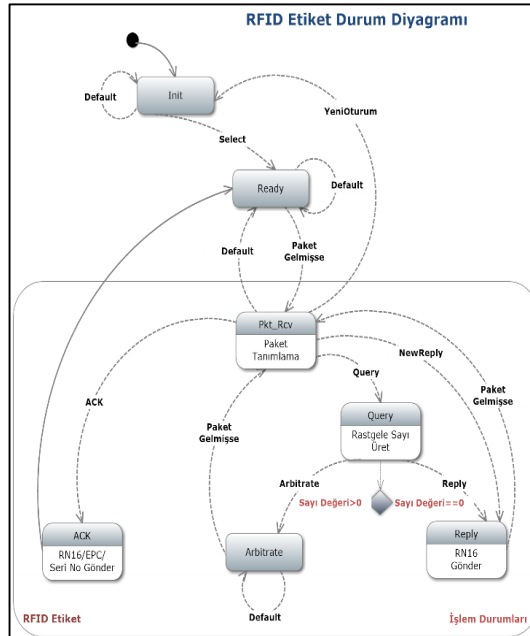 RFID Etiket Durum Diyagramı
Default
Init
YeniOturum
Select
Ready
Default
Default
Paket
Gelmişse
Pkt_Rcv
Paket
Tanımlama
NewReply
Query
Paket
Gelmişse
ACK
Query
Rastgele Sayı
Üret
Paket
Gelmişse
Arbitrate
Reply
Sayı Değeri>0
Sayı Değeri==0
ACK
RN16/EPC/
Seri No Gönder
Arbitrate
Reply
RN16
Gönder
Default
RFID Etiket
İşlem Durumları